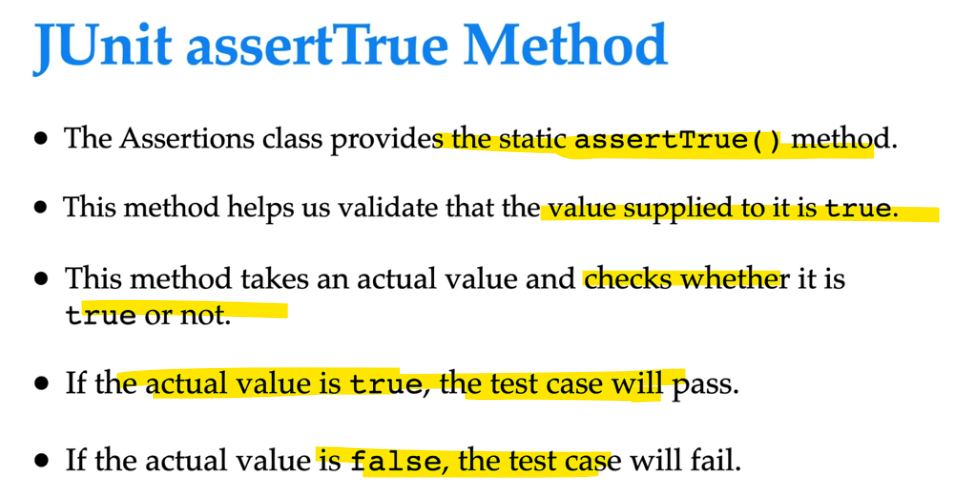 JUnit assertTrue Method
• The Assertions class provides the static assertTrue() method.
• This method helps us validate that the value supplied to it is true.
• This method takes an actual value and checks whether it is
true or not.
• If the actual value is true, the test case will pass.
• If the actual value is false, the test case will fail.